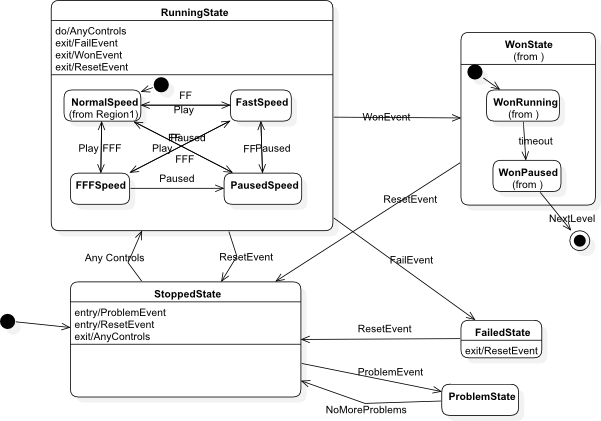 RunningState
do/AnyControls
exit/FailEvent
exit/WonEvent
exit/ResetEvent
NormalSpeed
(from Region1)
FF
Play
FastSpeed
FF
Paused
Play
FFF
Play
FFF
FF
Paused
FFFSpeed
Paused
PausedSpeed
WonEvent
WonState
(from )
WonRunning
(from )
timeout
WonPaused
(from )
NextLevel
ResetEvent
Any Controls
ResetEvent
FailEvent
StoppedState
entry/ProblemEvent
entry/ResetEvent
exit/AnyControls
ResetEvent
FailedState
exit/ResetEvent
ProblemEvent
ProblemState
NoMoreProblems